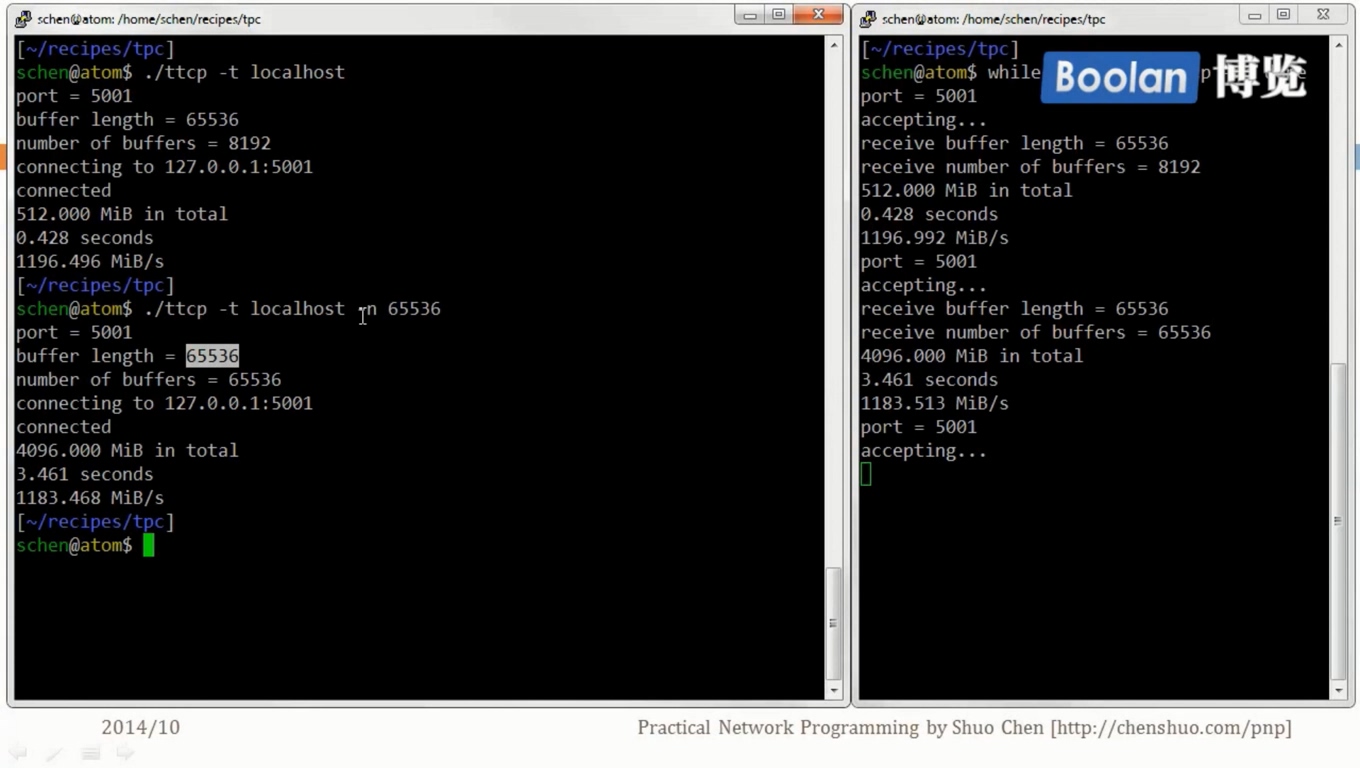 schen@atom: /home/schen/recipes/tpc
[~/recipes/tpc]
schen@atom$ ./ttcp -t localhost
port = 5001
buffer length = 65536
number of buffers = 8192
connecting to 127.0.0.1:5001
connected
512.000 MiB in total
0.428 seconds
1196.496 MiB/s
[~/recipes/tpc]
schen@atom$ ./ttcp -t localhost -n 65536
port = 5001
buffer length = 65536
number of buffers = 65536
connecting to 127.0.0.1:5001
connected
4096.000 MiB in total
3.461 seconds
1183.468 MiB/s
[~/recipes/tpc]
schen@atom$
schen@atom: /home/schen/recipes/tpc
[~/recipes/tpc]
schen@atom$ while
Boolan 博览
port = 5001
accepting...
receive buffer length = 65536
receive number of buffers = 8192
512.000 MiB in total
0.428 seconds
1196.992 MiB/s
port = 5001
accepting...
receive buffer length = 65536
receive number of buffers = 65536
4096.000 MiB in total
3.461 seconds
1183.513 MiB/s
port = 5001
accepting...
2014/10
Practical Network Programming by Shuo Chen [http://chenshuo.com/pnp]